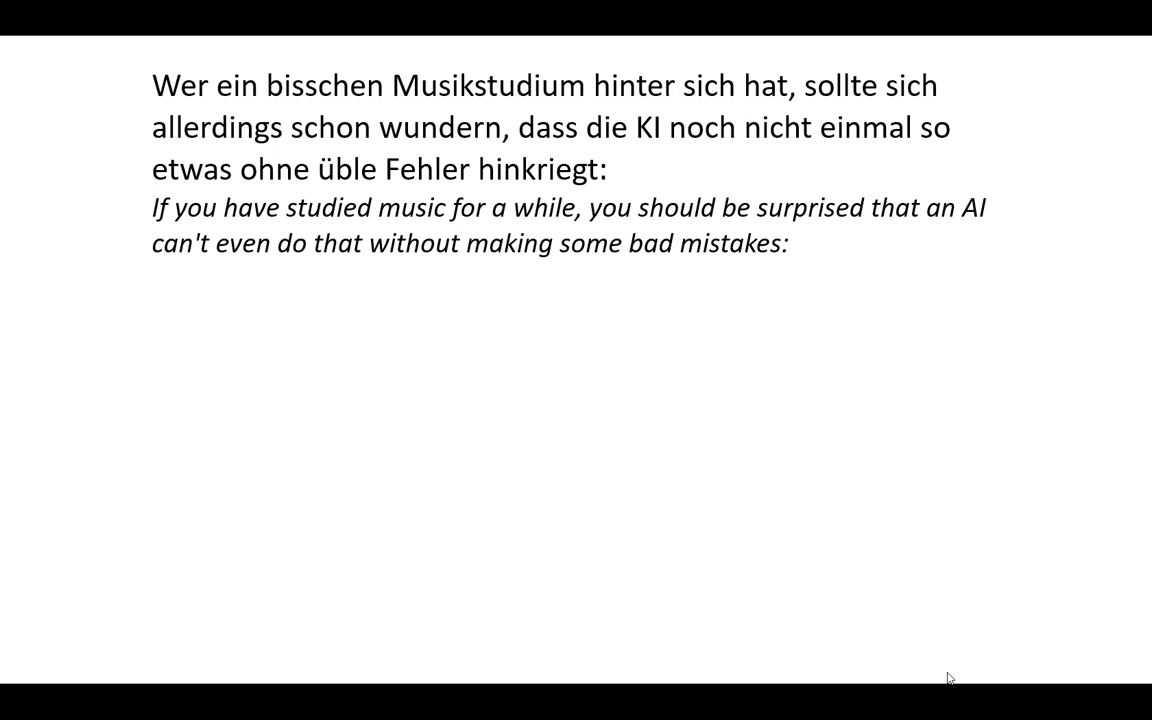 Wer ein bisschen Musikstudium hinter sich hat, sollte sich
allerdings schon wundern, dass die KI noch nicht einmal so
etwas ohne üble Fehler hinkriegt:
If you have studied music for a while, you should be surprised that an AI
can't even do that without making some bad mistakes: